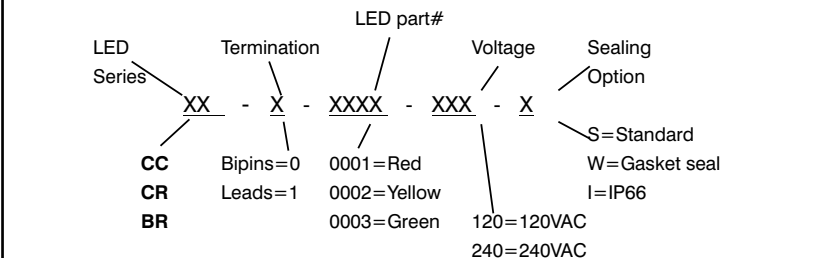 LED part#
LED Termination Voltage Sealing
Series Option
XX - X - XXXX - XXX - X
S=Standard
CC Bipins=0 0001=Red W=Gasket seal
CR Leads=1 0002=Yellow I=IP66
BR 0003=Green 120=120VAC
240=240VAC